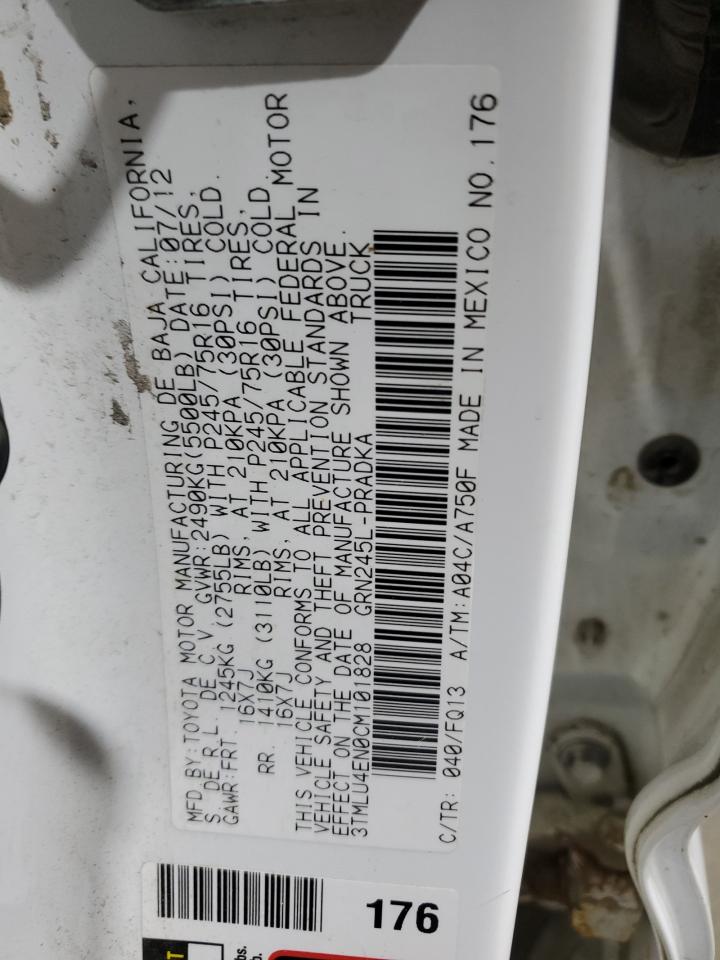 MFD BY:TOYOTA MOTOR MANUFACTURING DE BAJA CALIFORNIA,
S. DE R.L. DE C.V. GVWR:2490KG(5500LB) DATE:07/12
GAWR:FRT. 1245KG (2755LB) WITH P245/75R16 TIRES,
16X7J RIMS, AT 210KPA (30PSI) COLD.
RR. 1410KG (3110LB) WITH P245/75R16 TIRES,
16X7J RIMS, AT 210KPA (30PSI) COLD.
THIS VEHICLE CONFORMS TO ALL APPLICABLE FEDERAL MOTOR
VEHICLE SAFETY AND THEFT PREVENTION STANDARDS IN
EFFECT ON THE DATE OF MANUFACTURE SHOWN ABOVE.
3TMLU4EN0CM101828 GRN245L-PRADKA TRUCK
C/TR: 040/FQ13 A/TM:A04C/A750F MADE IN MEXICO NO.176
176